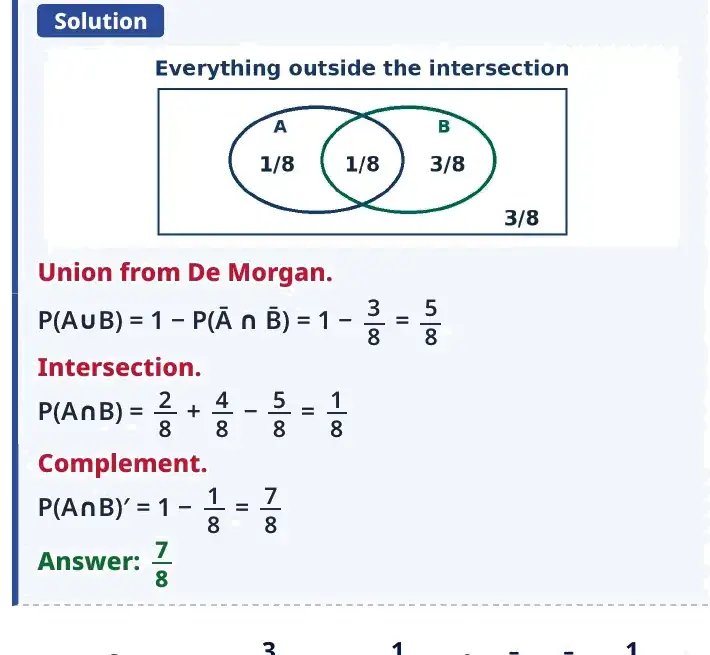 Solution
Everything outside the intersection
A B
1/8 1/8 3/8
3/8
Union from De Morgan.
P(A∪B) = 1 − P(Ā ∩ B̄) = 1 − 3/8 = 5/8
Intersection.
P(A∩B) = 2/8 + 4/8 − 5/8 = 1/8
Complement.
P(A∩B)′ = 1 − 1/8 = 7/8
Answer: 7/8